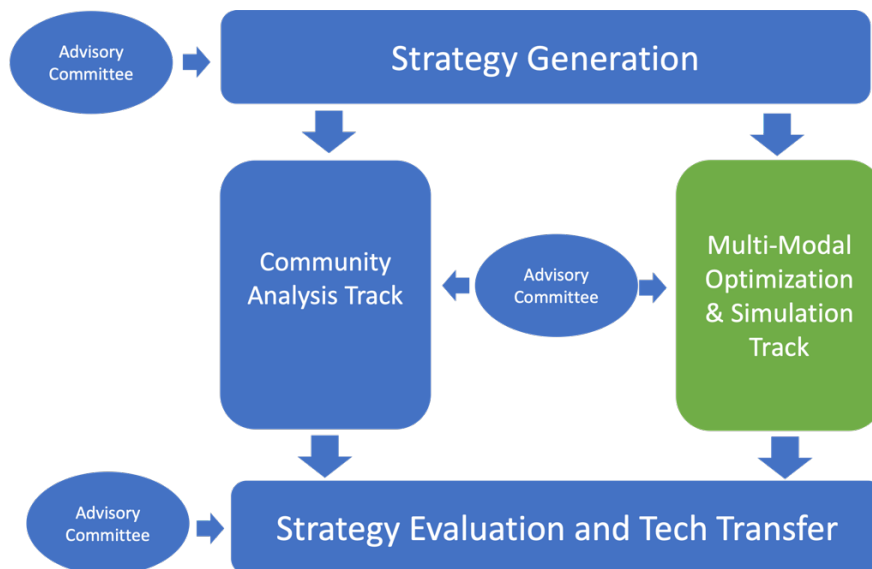 Advisory
Committee
Strategy Generation
Community
Analysis Track
Advisory
Committee
Multi-Modal
Optimization
& Simulation
Track
Advisory
Committee
Strategy Evaluation and Tech Transfer